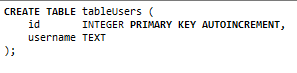 CREATE TABLE tableUsers (
    id       INTEGER PRIMARY KEY AUTOINCREMENT,
    username TEXT
);